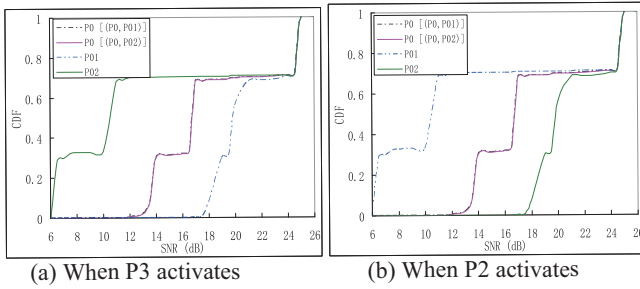 P0 [(P0,P01)]
P0 [(P0,P02)]
P01
P02
1
0.8
0.6
0.4
0.2
0
CDF
6 8 10 12 14 16 18 20 22 24 26
SNR (dB)
(a) When P3 activates
P0 [(P0,P01)]
P0 [(P0,P02)]
P01
P02
1
0.8
0.6
0.4
0.2
0
CDF
6 8 10 12 14 16 18 20 22 24 26
SNR (dB)
(b) When P2 activates